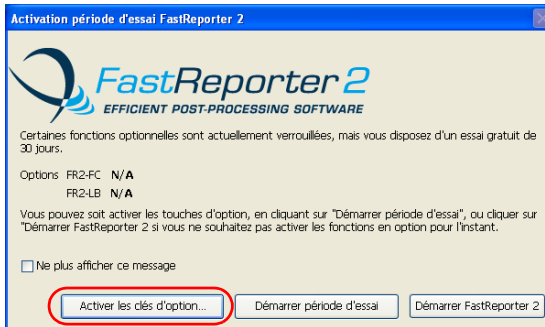 Activation période d'essai FastReporter 2
FastReporter 2
EFFICIENT POST-PROCESSING SOFTWARE
Certaines fonctions optionnelles sont actuellement verrouillées, mais vous disposez d'un essai gratuit de
30 jours.
Options FR2-FC N/A
FR2-LB N/A
Vous pouvez soit activer les touches d'option, en cliquant sur "Démarrer période d'essai", ou cliquer sur
"Démarrer FastReporter 2 si vous ne souhaitez pas activer les fonctions en option pour l'instant.
Ne plus afficher ce message
Activer les clés d'option... Démarrer période d'essai Démarrer FastReporter 2